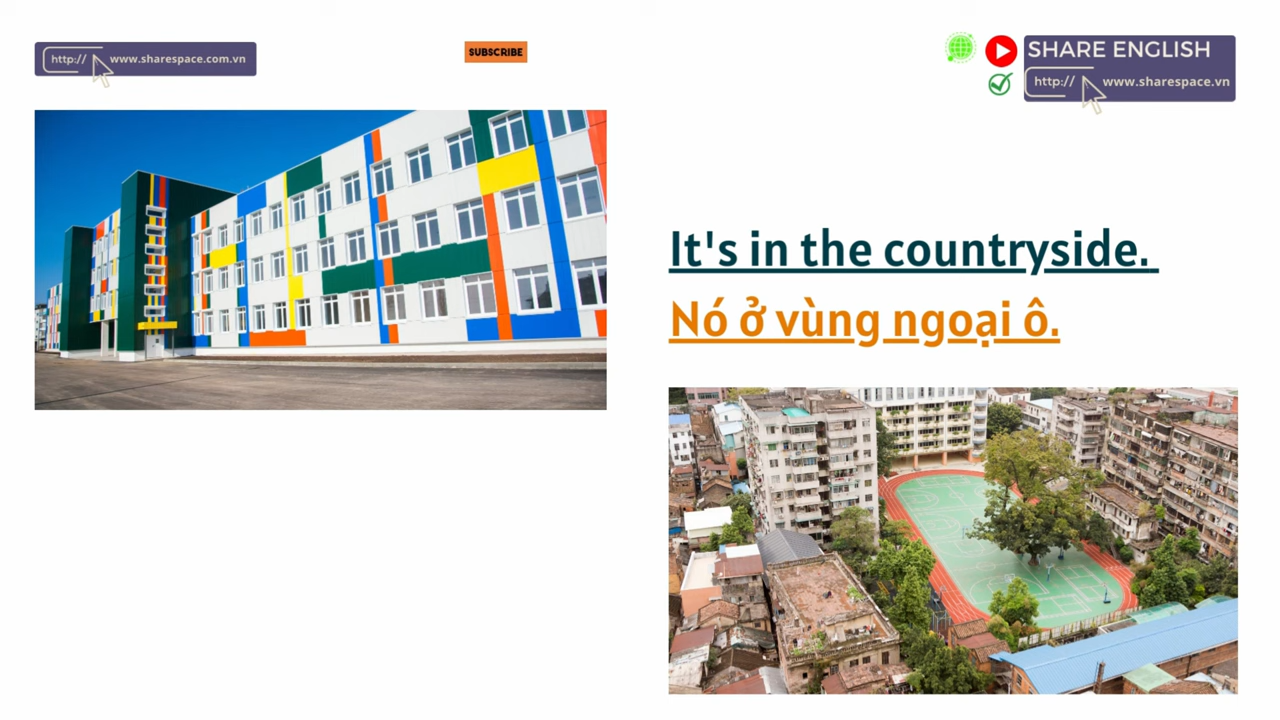 http:// www.sharespace.com.vn
SUBSCRIBE
SHARE ENGLISH
http:// www.sharespace.vn
It's in the countryside.
Nó ở vùng ngoại ô.